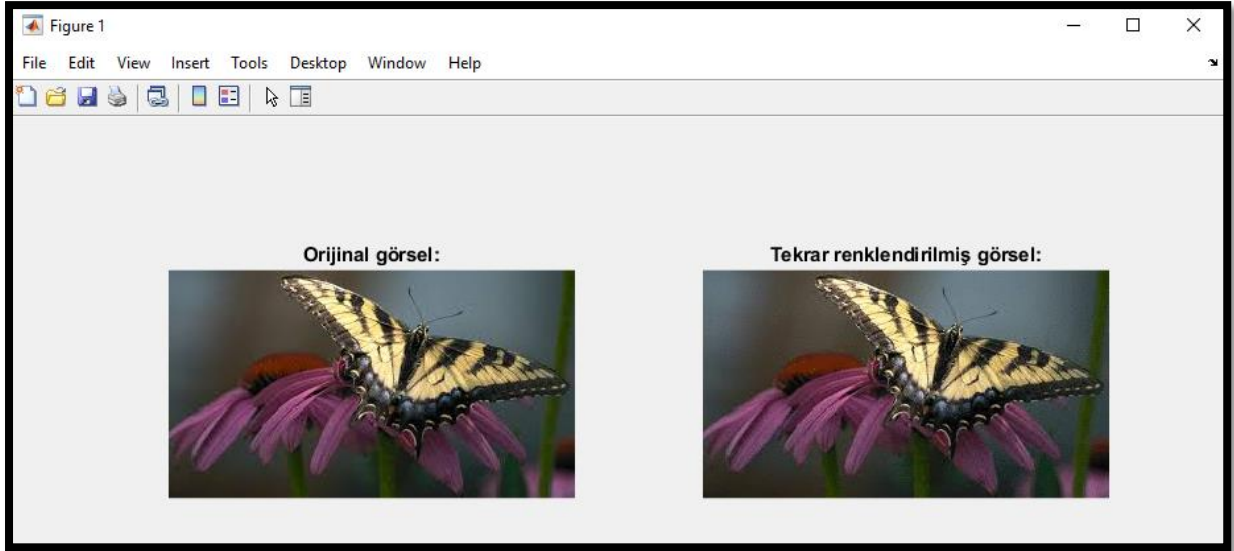 Figure 1
File Edit View Insert Tools Desktop Window Help
Orijinal görsel:
Tekrar renklendirilmiş görsel: